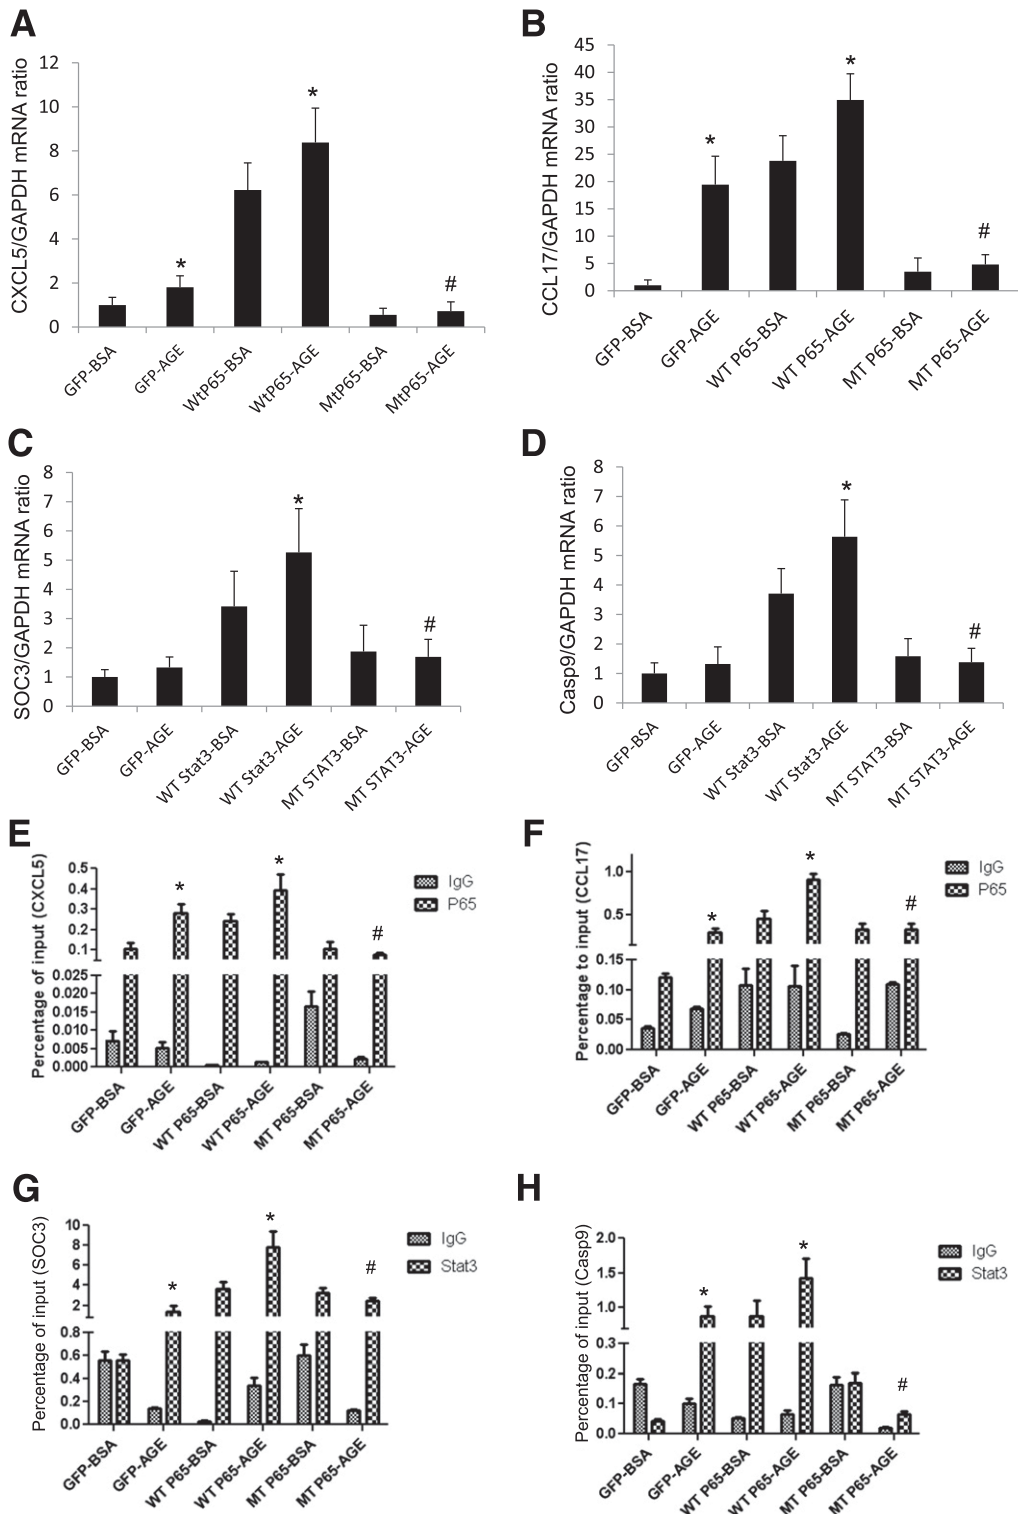 A
CXCL5/GAPDH mRNA ratio
12
10
8
6
4
2
0
*
*
#
GFP-BSA
GFP-AGE
WtP65-BSA
WtP65-AGE
MtP65-BSA
MtP65-AGE
B
CCL17/GAPDH mRNA ratio
45
40
35
30
25
20
15
10
5
0
*
*
#
GFP-BSA
GFP-AGE
WT P65-BSA
WT P65-AGE
MT P65-BSA
MT P65-AGE
C
SOC3/GAPDH mRNA ratio
8
7
6
5
4
3
2
1
0
*
#
GFP-BSA
GFP-AGE
WT Stat3-BSA
WT Stat3-AGE
MT STAT3-BSA
MT STAT3-AGE
D
Casp9/GAPDH mRNA ratio
8
7
6
5
4
3
2
1
0
*
#
GFP-BSA
GFP-AGE
WT Stat3-BSA
WT Stat3-AGE
MT STAT3-BSA
MT STAT3-AGE
E
Percentage of input (CXCL5)
0.5
0.4
0.3
0.2
0.1
0.025
0.020
0.015
0.010
0.005
0.000
*
*
#
IgG
P65
GFP-BSA
GFP-AGE
WT P65-BSA
WT P65-AGE
MT P65-BSA
MT P65-AGE
F
Percentage to input (CCL17)
1.0
0.5
0.15
0.10
0.05
0.00
*
*
#
IgG
P65
GFP-BSA
GFP-AGE
WT P65-BSA
WT P65-AGE
MT P65-BSA
MT P65-AGE
G
Percentage of input (SOC3)
10
8
6
4
2
0.8
0.6
0.4
0.2
0.0
*
*
#
IgG
Stat3
GFP-BSA
GFP-AGE
WT P65-BSA
WT P65-AGE
MT P65-BSA
MT P65-AGE
H
Percentage of input (Casp9)
2.0
1.5
1.0
0.3
0.2
0.1
0.0
*
*
#
IgG
Stat3
GFP-BSA
GFP-AGE
WT P65-BSA
WT P65-AGE
MT P65-BSA
MT P65-AGE